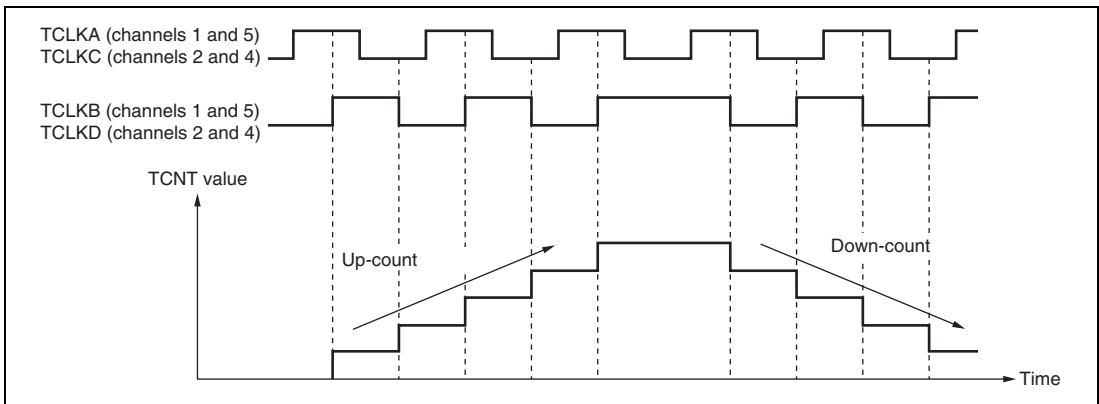 TCLKA (channels 1 and 5)
TCLKC (channels 2 and 4)
TCLKB (channels 1 and 5)
TCLKD (channels 2 and 4)
TCNT value
Up-count
Down-count
Time